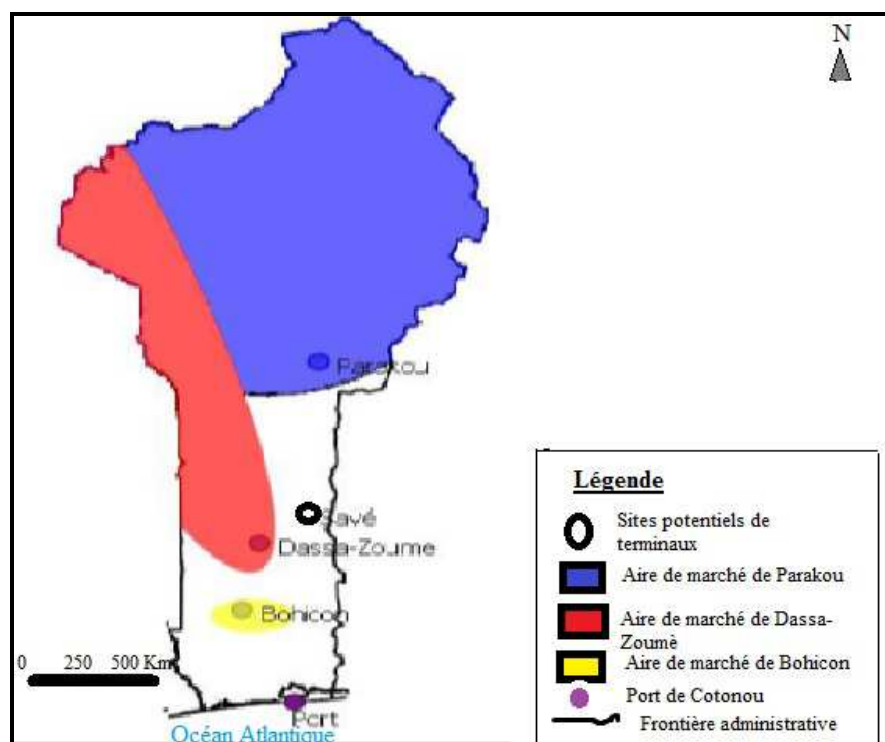 N
Parakou
Savé
Dassa-Zoume
Bohicon
0 250 500 Km
Port
Océan Atlantique
Légende
Sites potentiels de
terminaux
Aire de marché de Parakou
Aire de marché de Dassa-
Zoumè
Aire de marché de Bohicon
Port de Cotonou
Frontière administrative